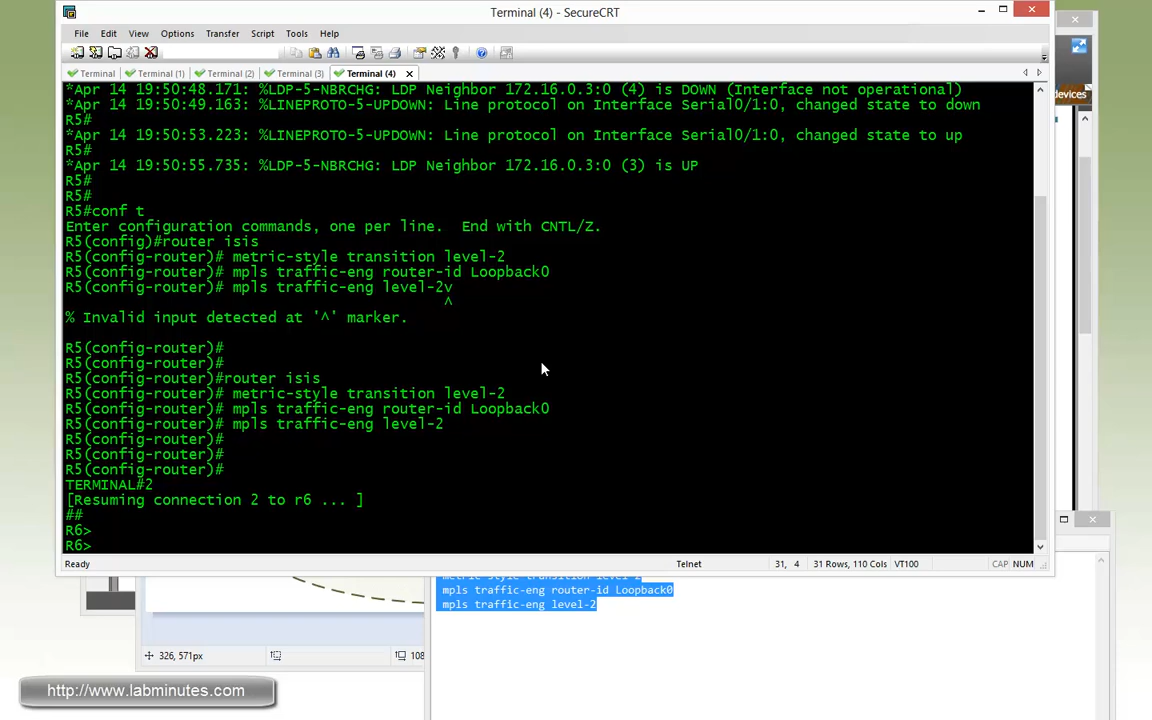 Terminal (4) - SecureCRT
File Edit View Options Transfer Script Tools Help
Terminal Terminal (1) Terminal (2) Terminal (3) Terminal (4)
*Apr 14 19:50:48.171: %LDP-5-NBRCHG: LDP Neighbor 172.16.0.3:0 (4) is DOWN (Interface not operational)
*Apr 14 19:50:49.163: %LINEPROTO-5-UPDOWN: Line protocol on Interface Serial0/1:0, changed state to down
R5#
*Apr 14 19:50:53.223: %LINEPROTO-5-UPDOWN: Line protocol on Interface Serial0/1:0, changed state to up
R5#
*Apr 14 19:50:55.735: %LDP-5-NBRCHG: LDP Neighbor 172.16.0.3:0 (3) is UP
R5#
R5#
R5#conf t
Enter configuration commands, one per line.  End with CNTL/Z.
R5(config)#router isis
R5(config-router)# metric-style transition level-2
R5(config-router)# mpls traffic-eng router-id Loopback0
R5(config-router)# mpls traffic-eng level-2v
^
% Invalid input detected at '^' marker.
R5(config-router)#
R5(config-router)#
R5(config-router)#router isis
R5(config-router)# metric-style transition level-2
R5(config-router)# mpls traffic-eng router-id Loopback0
R5(config-router)# mpls traffic-eng level-2
R5(config-router)#
R5(config-router)#
R5(config-router)#
TERMINAL#2
[Resuming connection 2 to r6 ... ]
##
R6>
R6>
Ready Telnet 31, 4 31 Rows, 110 Cols VT100 CAP NUM
devices
metric-style transition level-2
mpls traffic-eng router-id Loopback0
mpls traffic-eng level-2
326, 571px 108
http://www.labminutes.com